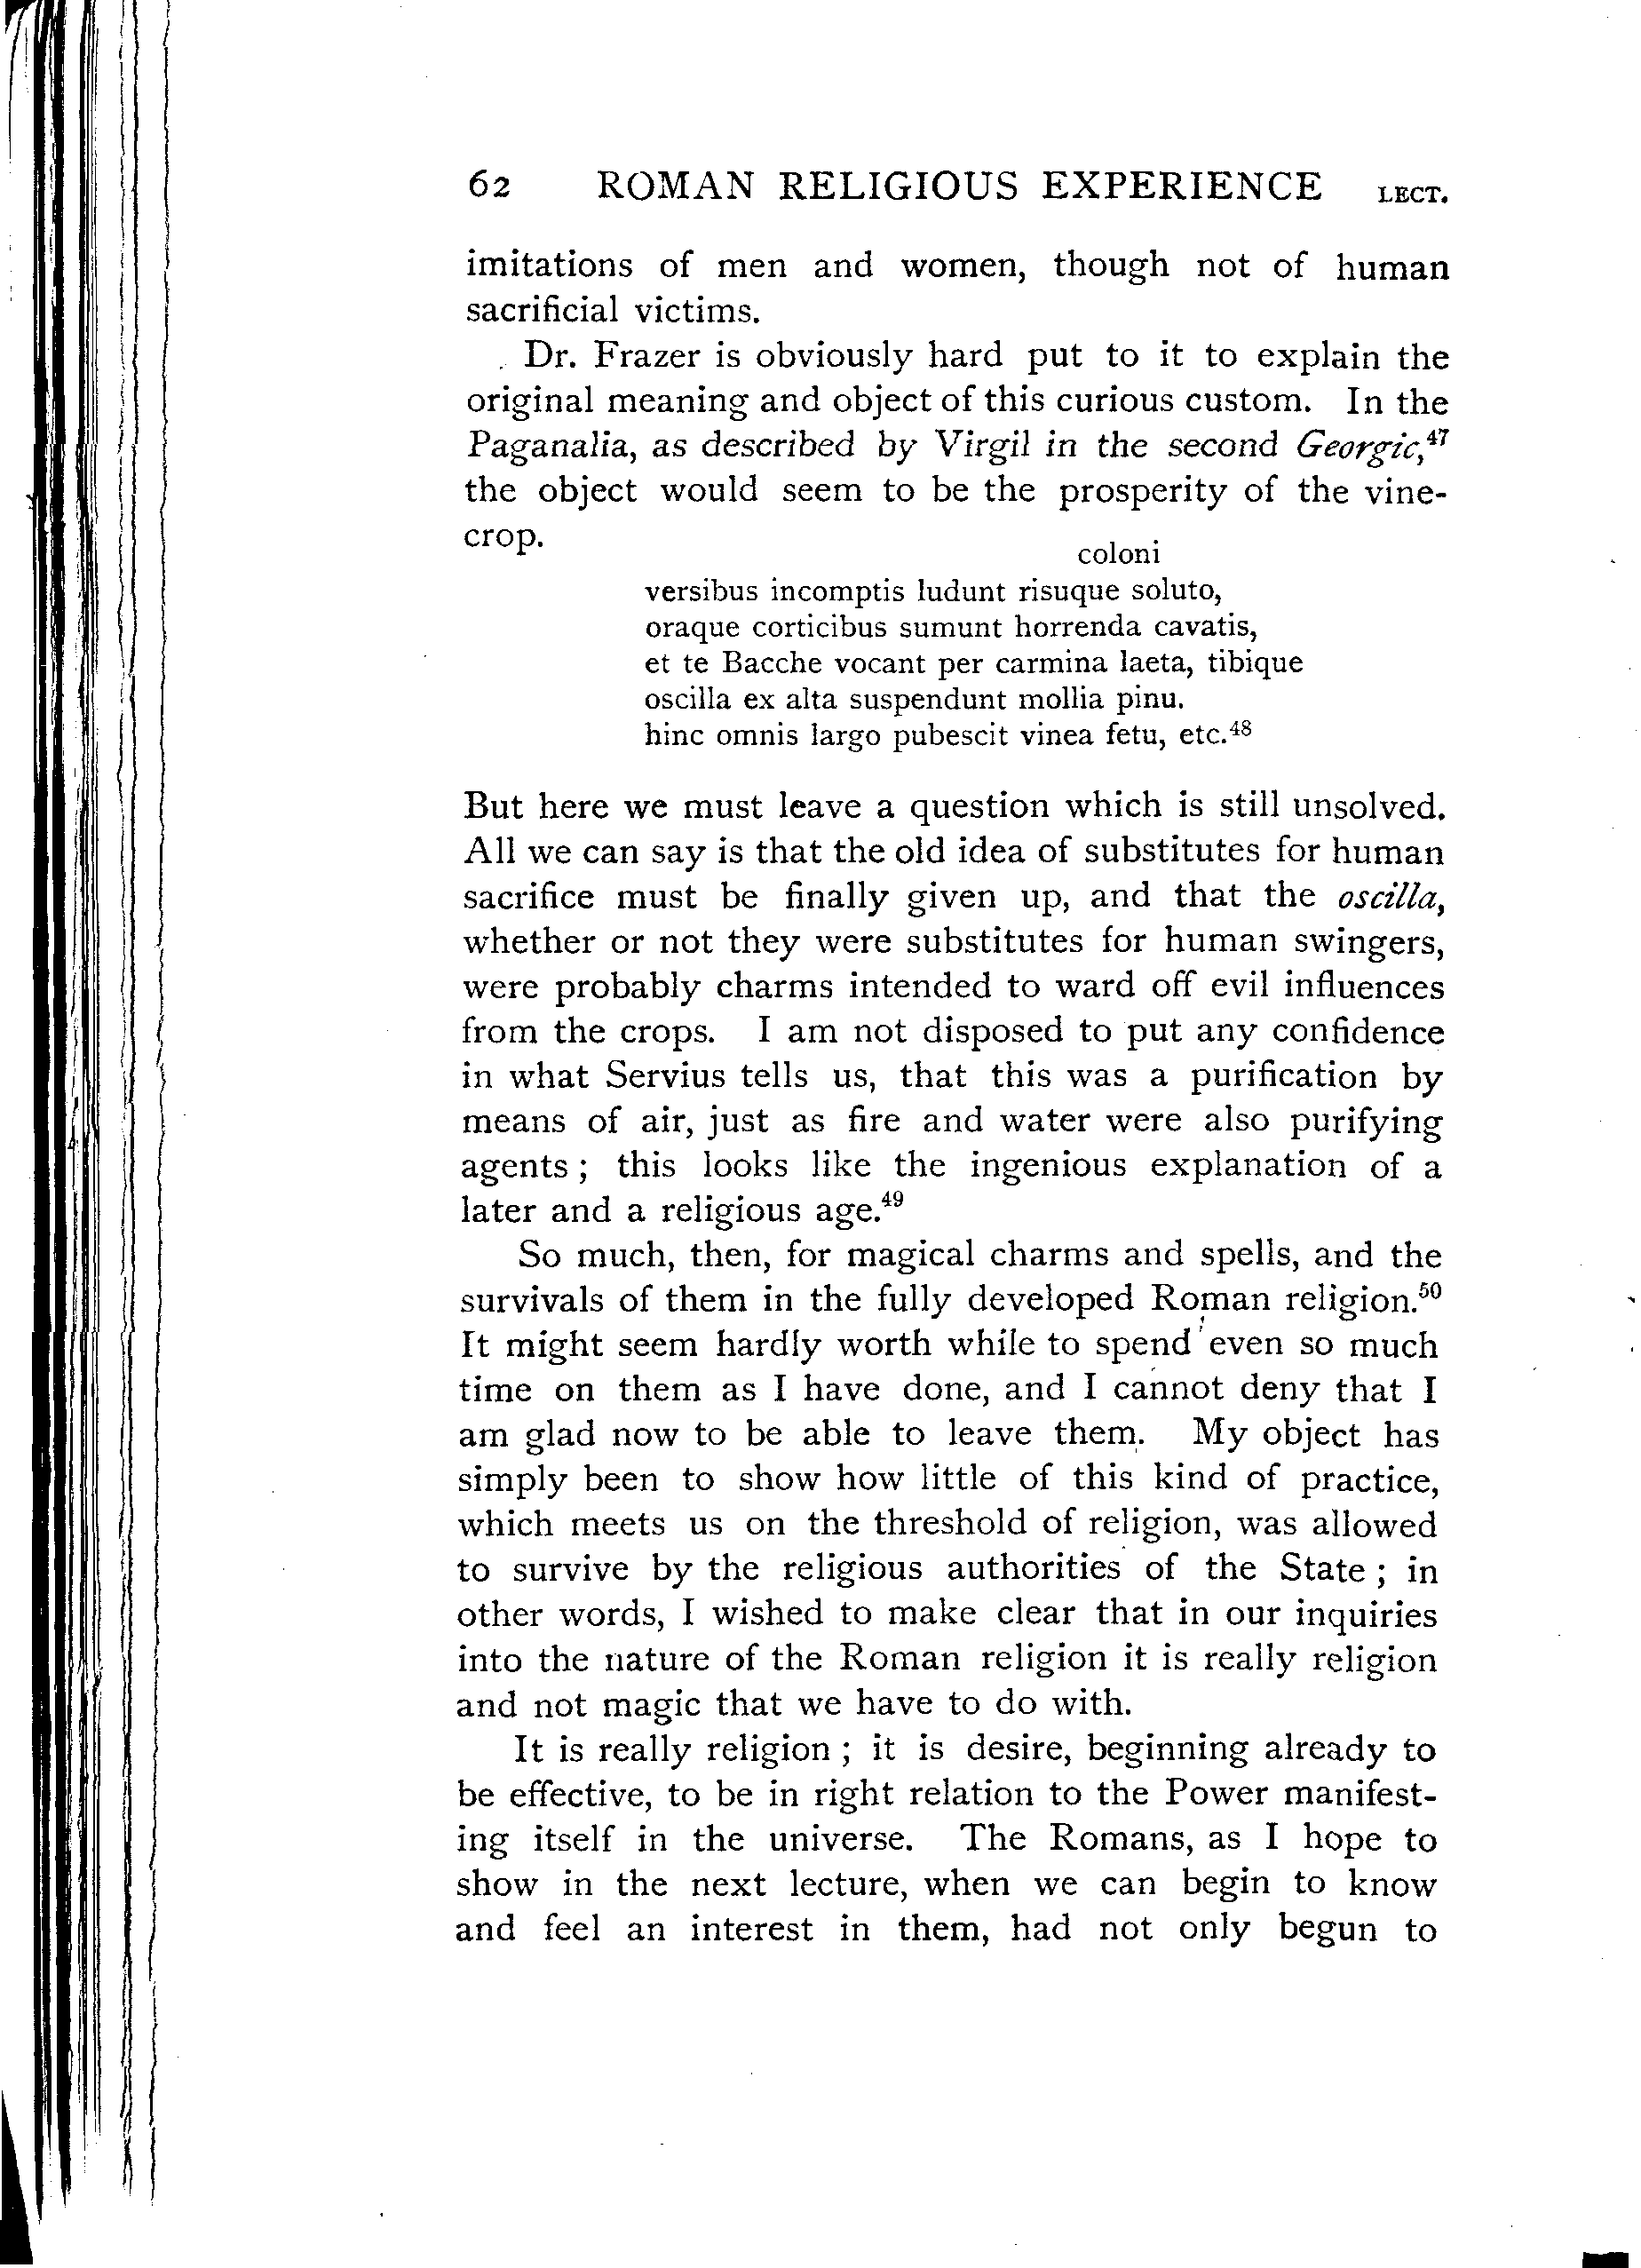 62 ROMAN RELIGIOUS EXPERIENCE LECT.
imitations of men and women, though not of human
sacrificial victims.
Dr. Frazer is obviously hard put to it to explain the
original meaning and object of this curious custom. In the
Paganalia, as described by Virgil in the second Georgic,⁴⁷
the object would seem to be the prosperity of the vine-
crop.
coloni
versibus incomptis ludunt risuque soluto,
oraque corticibus sumunt horrenda cavatis,
et te Bacche vocant per carmina laeta, tibique
oscilla ex alta suspendunt mollia pinu.
hinc omnis largo pubescit vinea fetu, etc.⁴⁸
But here we must leave a question which is still unsolved.
All we can say is that the old idea of substitutes for human
sacrifice must be finally given up, and that the oscilla,
whether or not they were substitutes for human swingers,
were probably charms intended to ward off evil influences
from the crops. I am not disposed to put any confidence
in what Servius tells us, that this was a purification by
means of air, just as fire and water were also purifying
agents ; this looks like the ingenious explanation of a
later and a religious age.⁴⁹
So much, then, for magical charms and spells, and the
survivals of them in the fully developed Roman religion.⁵⁰
It might seem hardly worth while to spend even so much
time on them as I have done, and I cannot deny that I
am glad now to be able to leave them. My object has
simply been to show how little of this kind of practice,
which meets us on the threshold of religion, was allowed
to survive by the religious authorities of the State ; in
other words, I wished to make clear that in our inquiries
into the nature of the Roman religion it is really religion
and not magic that we have to do with.
It is really religion ; it is desire, beginning already to
be effective, to be in right relation to the Power manifest-
ing itself in the universe. The Romans, as I hope to
show in the next lecture, when we can begin to know
and feel an interest in them, had not only begun to